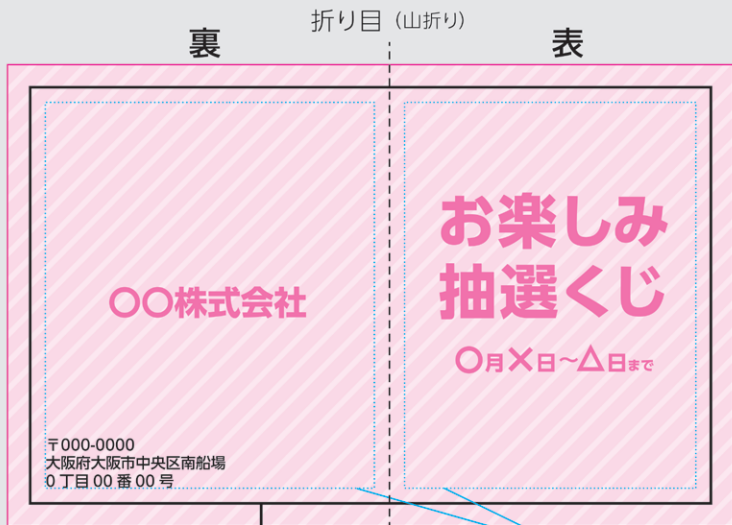 折り目（山折り）
裏
表
お楽しみ
抽選くじ
〇月×日～△日まで
〇〇株式会社
〒000-0000
大阪府大阪市中央区南船場
0丁目00番00号